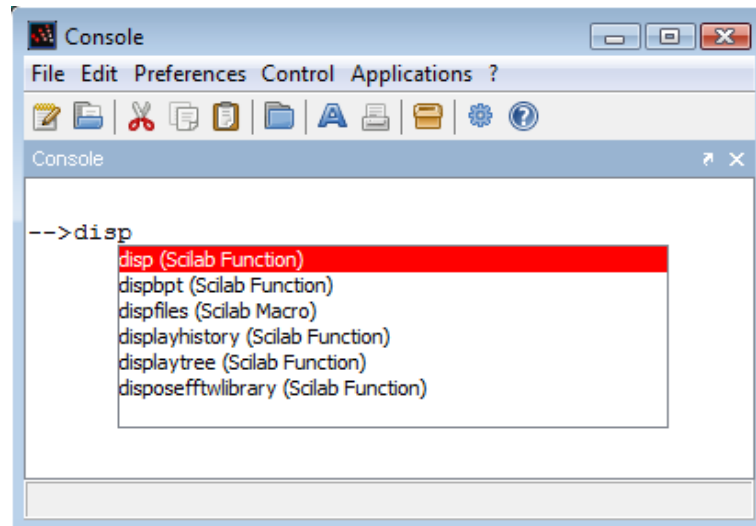 Console
File Edit Preferences Control Applications ?
Console
-->disp
disp (Scilab Function)
dispbpt (Scilab Function)
dispfiles (Scilab Macro)
displayhistory (Scilab Function)
displaytree (Scilab Function)
disposefftwlibrary (Scilab Function)